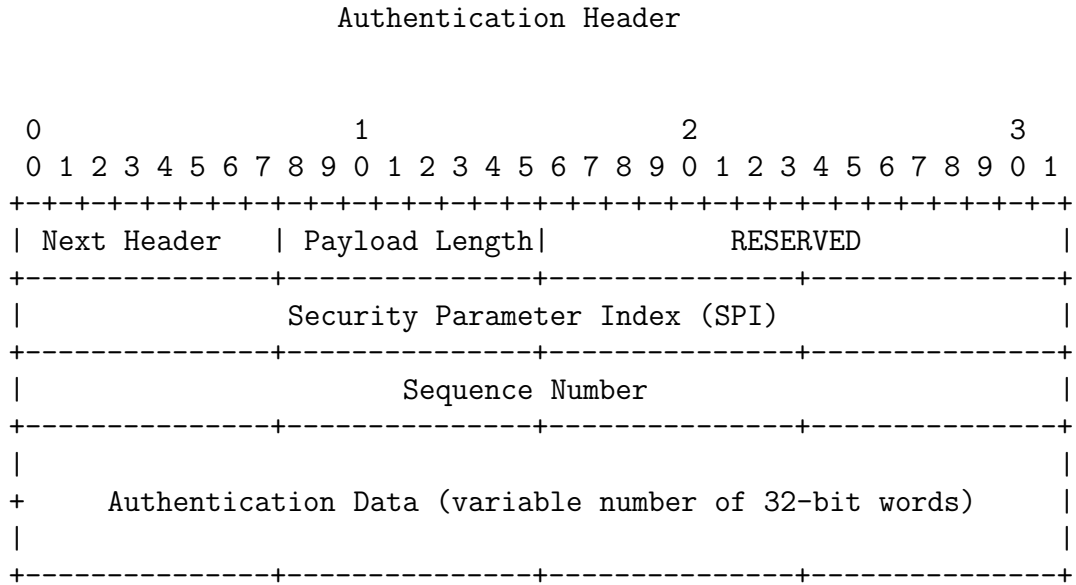 Authentication Header
0                   1                   2                   3
0 1 2 3 4 5 6 7 8 9 0 1 2 3 4 5 6 7 8 9 0 1 2 3 4 5 6 7 8 9 0 1
+-+-+-+-+-+-+-+-+-+-+-+-+-+-+-+-+-+-+-+-+-+-+-+-+-+-+-+-+-+-+-+-+
| Next Header   | Payload Length|           RESERVED            |
+---------------+---------------+---------------+---------------+
|                Security Parameter Index (SPI)                 |
+---------------+---------------+---------------+---------------+
|                       Sequence Number                         |
+---------------+---------------+---------------+---------------+
|                                                               |
+     Authentication Data (variable number of 32-bit words)     |
|                                                               |
+---------------+---------------+---------------+---------------+